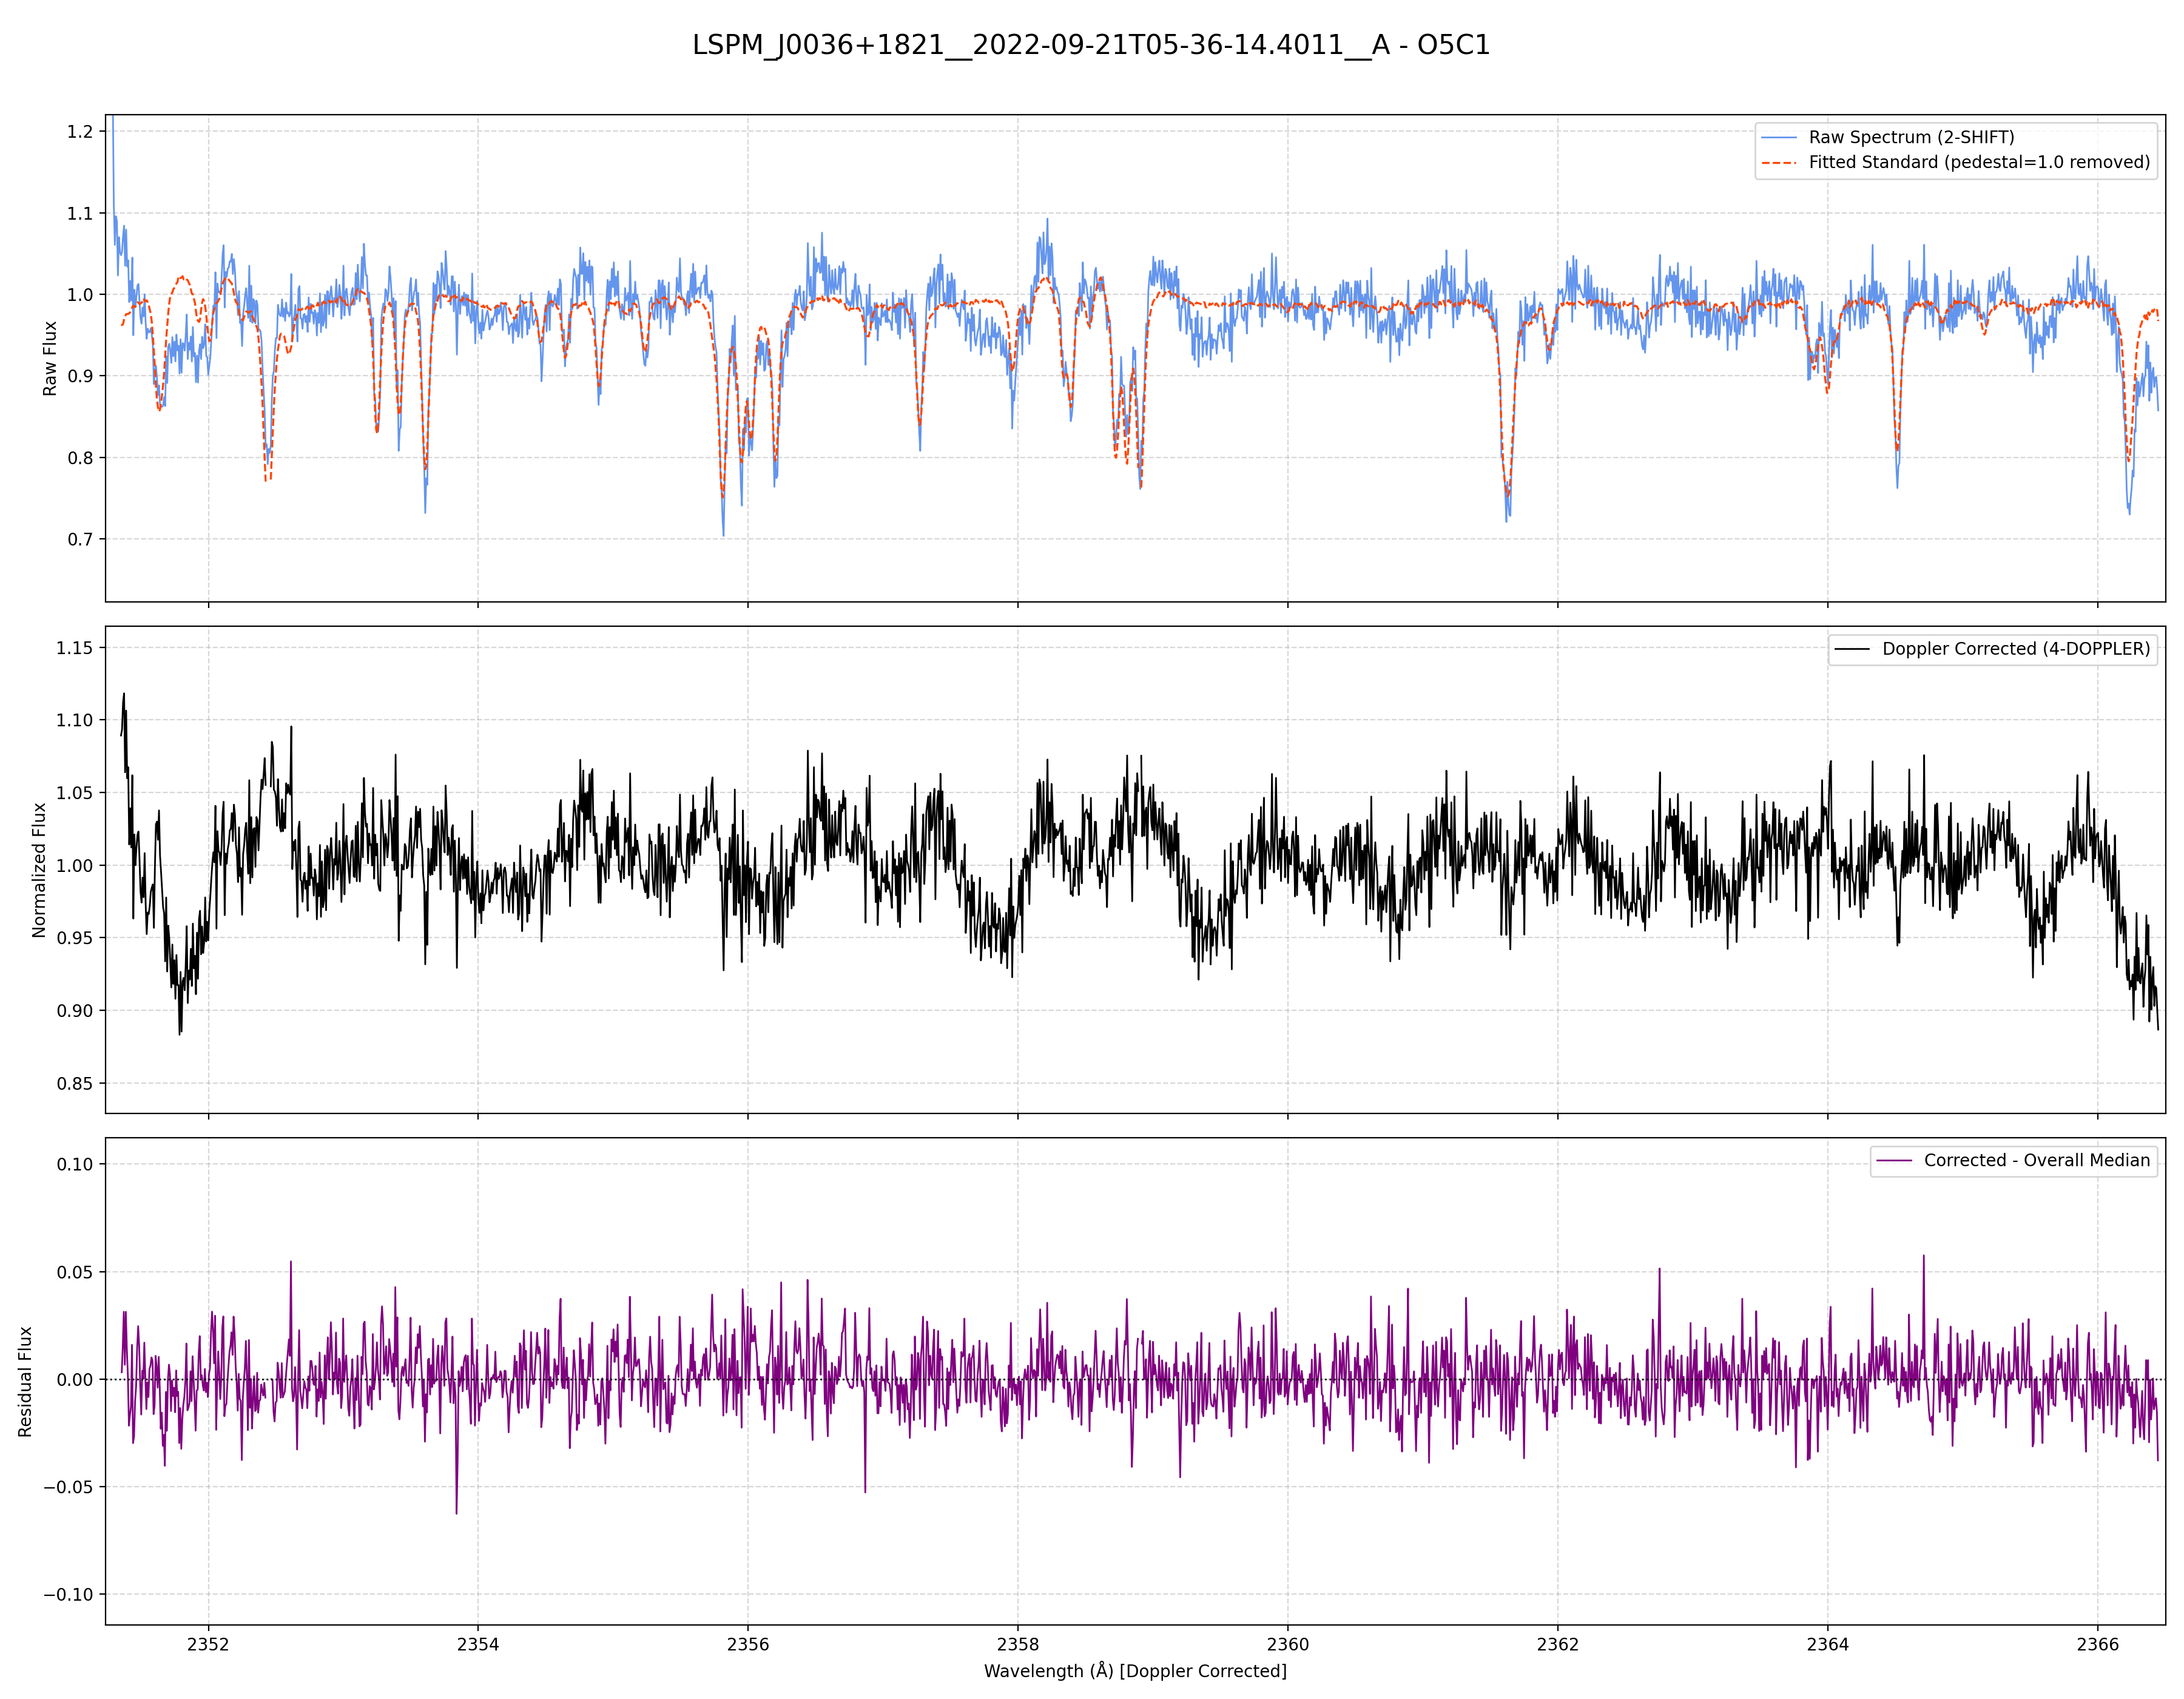 LSPM_J0036+1821__2022-09-21T05-36-14.4011__A - O5C1
Raw Flux
1.2
1.1
1.0
0.9
0.8
0.7
Raw Spectrum (2-SHIFT)
Fitted Standard (pedestal=1.0 removed)
Normalized Flux
1.15
1.10
1.05
1.00
0.95
0.90
0.85
Doppler Corrected (4-DOPPLER)
Residual Flux
0.10
0.05
0.00
−0.05
−0.10
Corrected - Overall Median
2352 2354 2356 2358 2360 2362 2364 2366
Wavelength (Å) [Doppler Corrected]